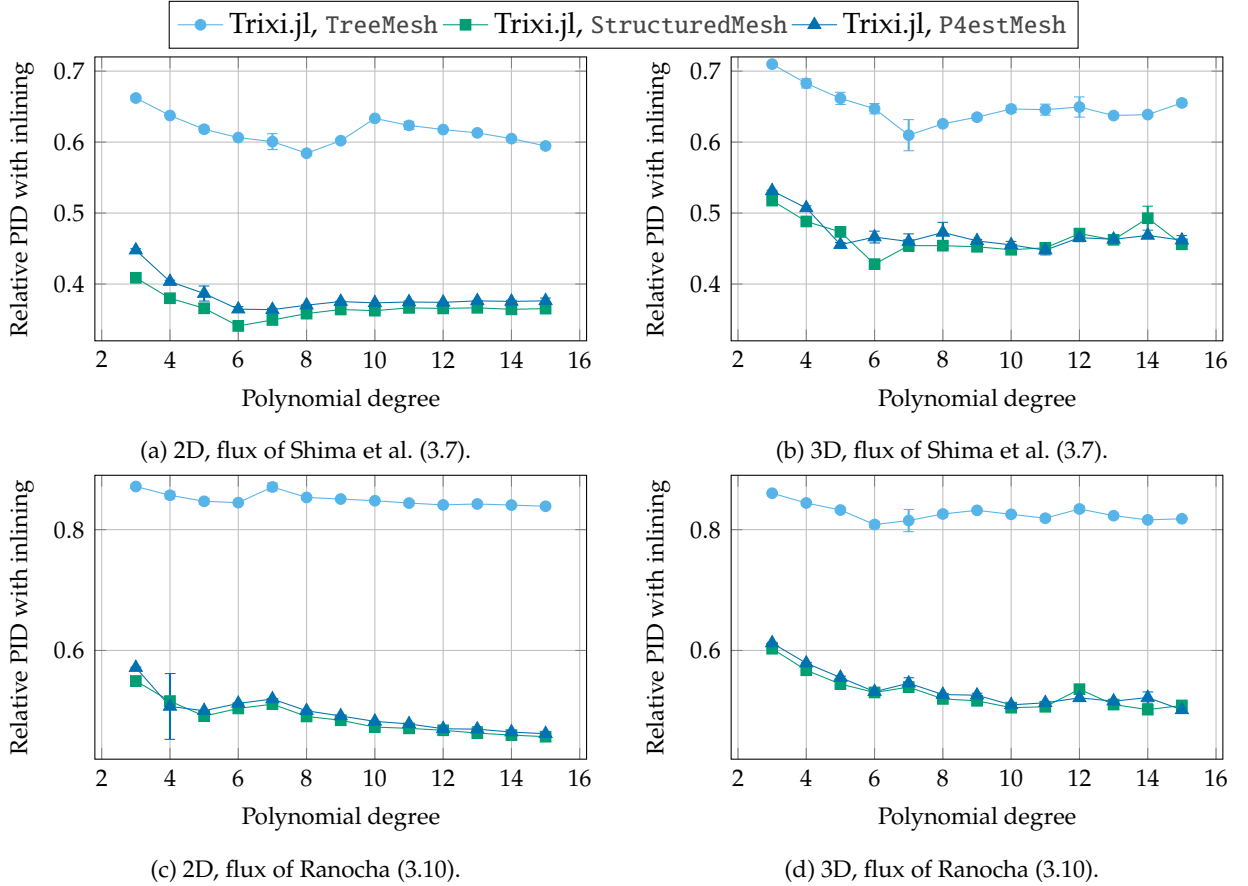 Trixi.jl, TreeMesh Trixi.jl, StructuredMesh Trixi.jl, P4estMesh
Relative PID with inlining
0.7
0.6
0.5
0.4
2 4 6 8 10 12 14 16
Polynomial degree
(a) 2D, flux of Shima et al. (3.7).
Relative PID with inlining
0.7
0.6
0.5
0.4
2 4 6 8 10 12 14 16
Polynomial degree
(b) 3D, flux of Shima et al. (3.7).
Relative PID with inlining
0.8
0.6
2 4 6 8 10 12 14 16
Polynomial degree
(c) 2D, flux of Ranocha (3.10).
Relative PID with inlining
0.8
0.6
2 4 6 8 10 12 14 16
Polynomial degree
(d) 3D, flux of Ranocha (3.10).